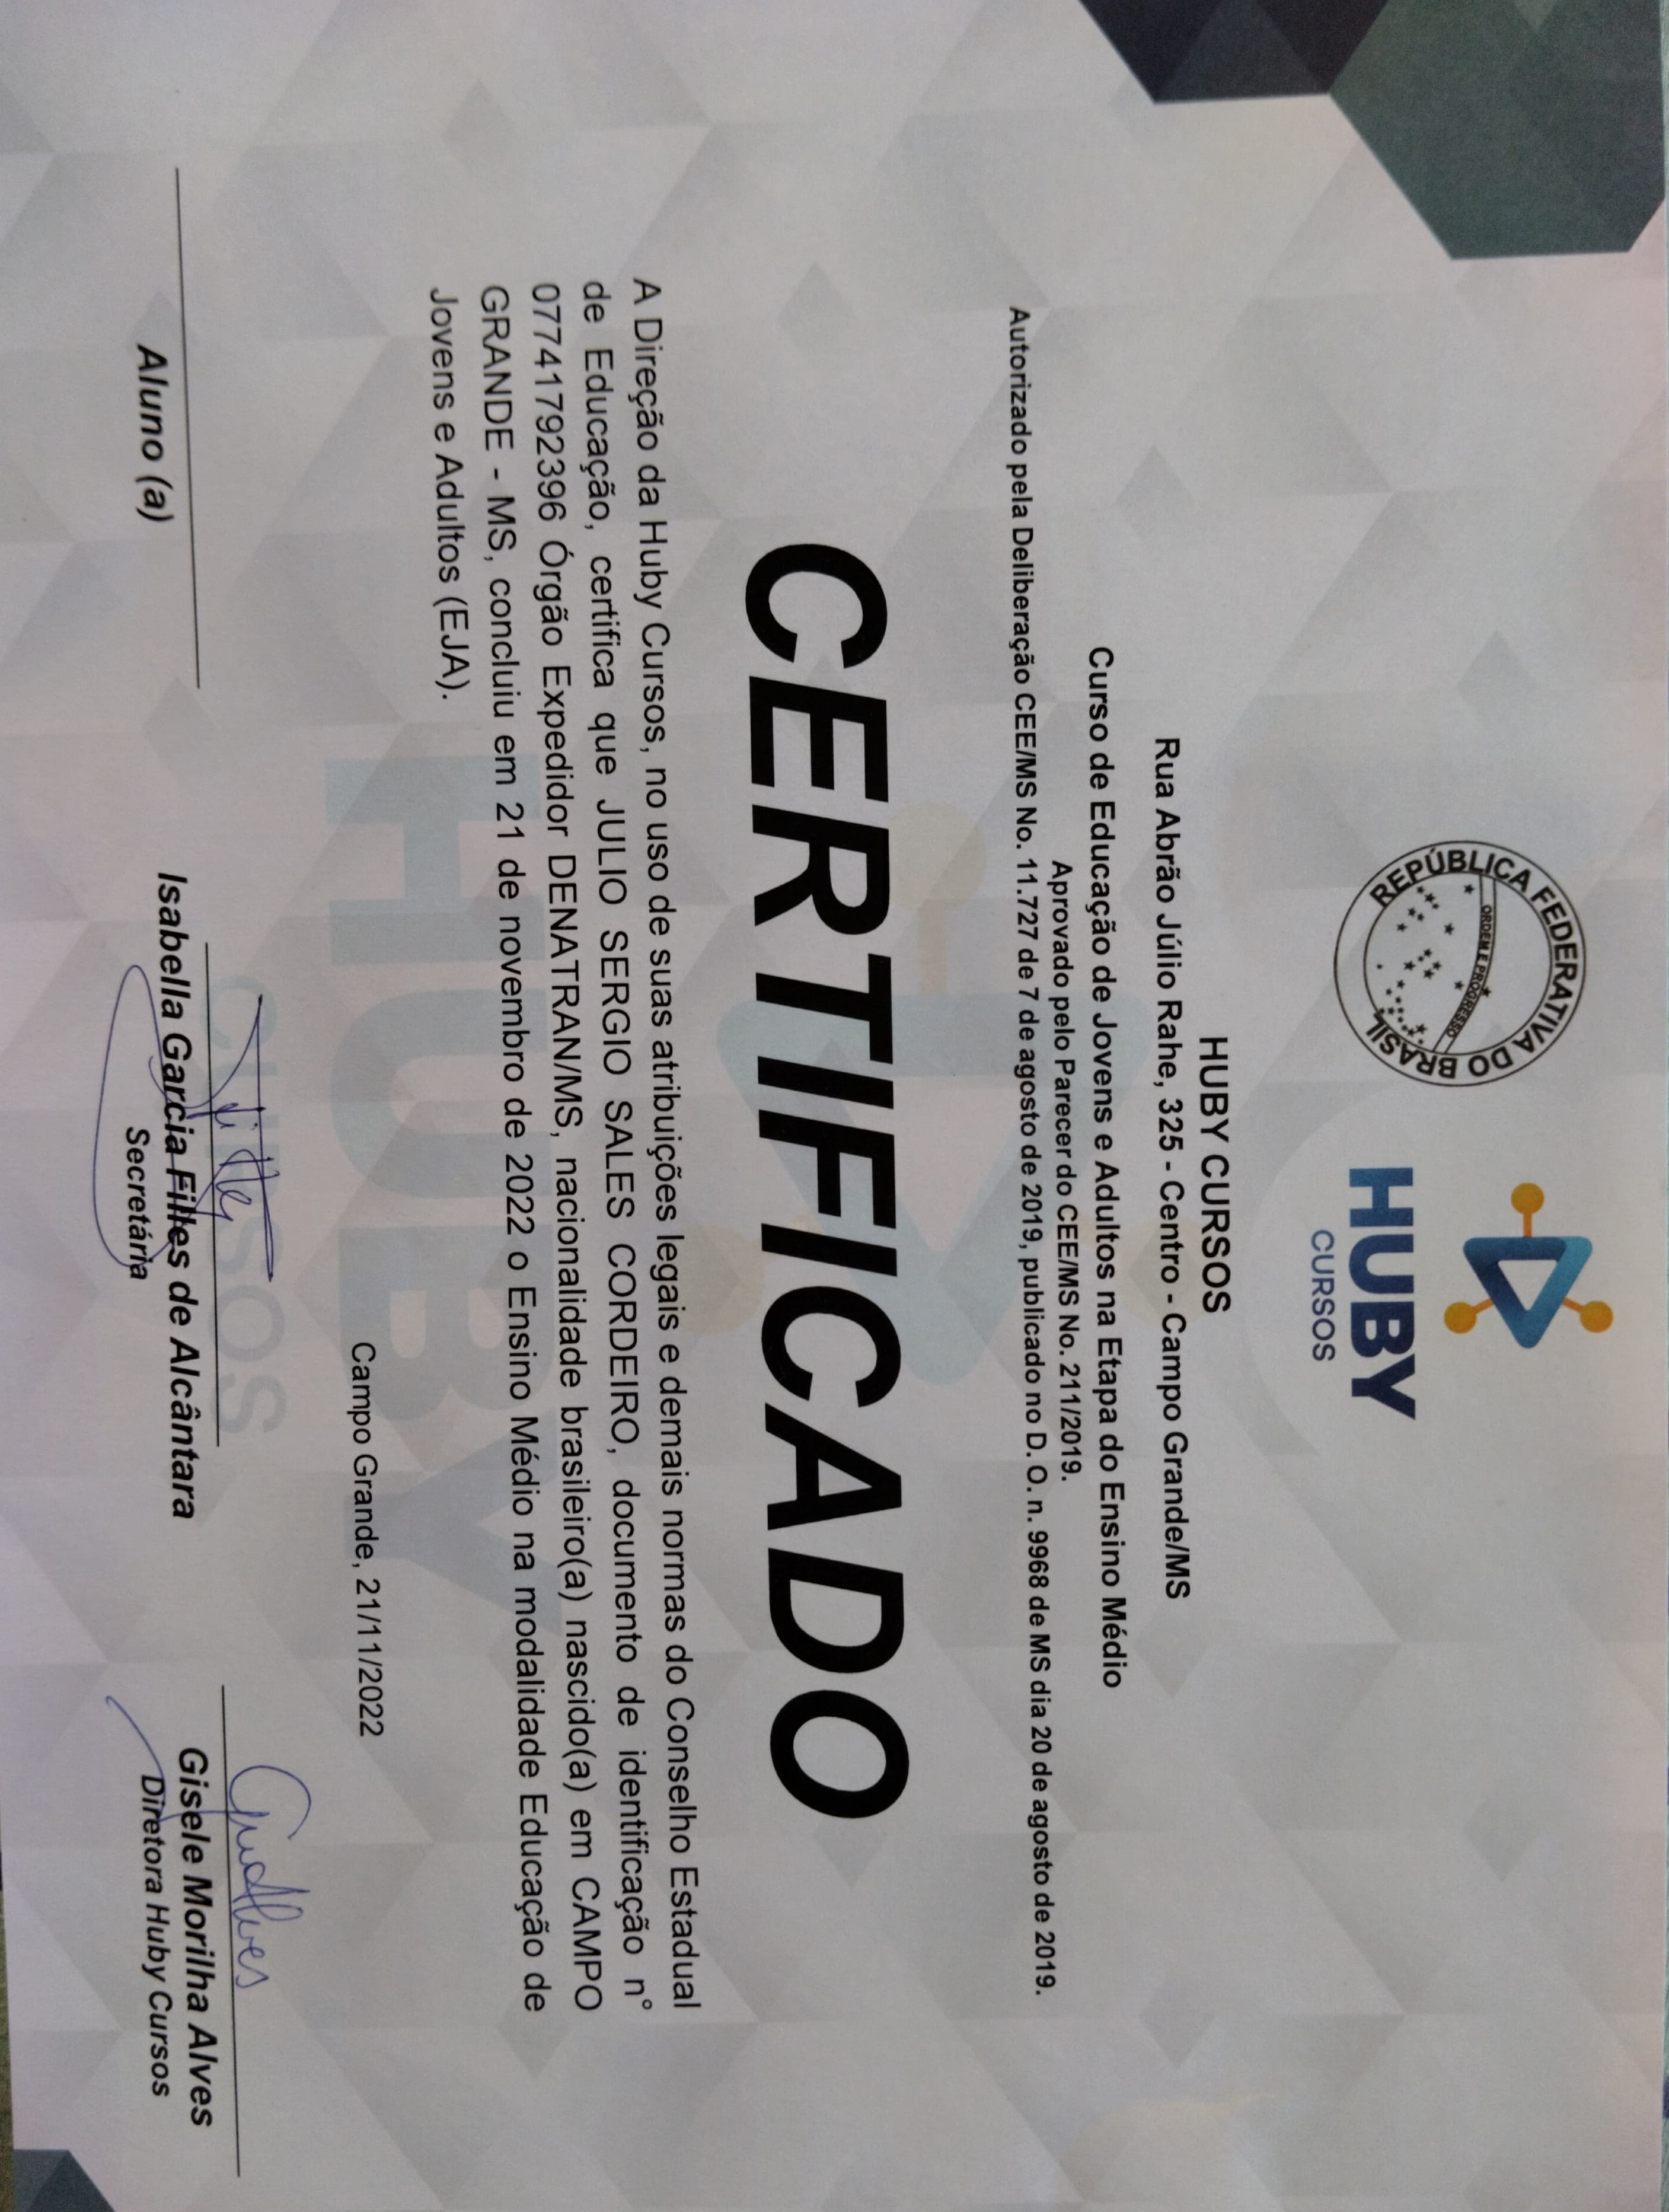 REPÚBLICA FEDERATIVA DO BRASIL
ORDEM E PROGRESSO
HUBY
CURSOS
HUBY CURSOS
Rua Abrão Júlio Rahe, 325 - Centro - Campo Grande/MS
Curso de Educação de Jovens e Adultos na Etapa do Ensino Médio
Aprovado pelo Parecer do CEE/MS No. 211/2019.
Autorizado pela Deliberação CEE/MS No. 11.727 de 7 de agosto de 2019, publicado no D. O. n. 9968 de MS dia 20 de agosto de 2019.
CERTIFICADO
A Direção da Huby Cursos, no uso de suas atribuições legais e demais normas do Conselho Estadual
de Educação, certifica que JULIO SERGIO SALES CORDEIRO, documento de identificação n°
07741792396 Órgão Expedidor DENATRAN/MS, nacionalidade brasileiro(a) nascido(a) em CAMPO
GRANDE - MS, concluiu em 21 de novembro de 2022 o Ensino Médio na modalidade Educação de
Jovens e Adultos (EJA).
HUBY
CURSOS
Campo Grande, 21/11/2022
Aluno (a)
Isabella Garcia Filles de Alcântara
Secretária
Gisele Morilha Alves
Diretora Huby Cursos